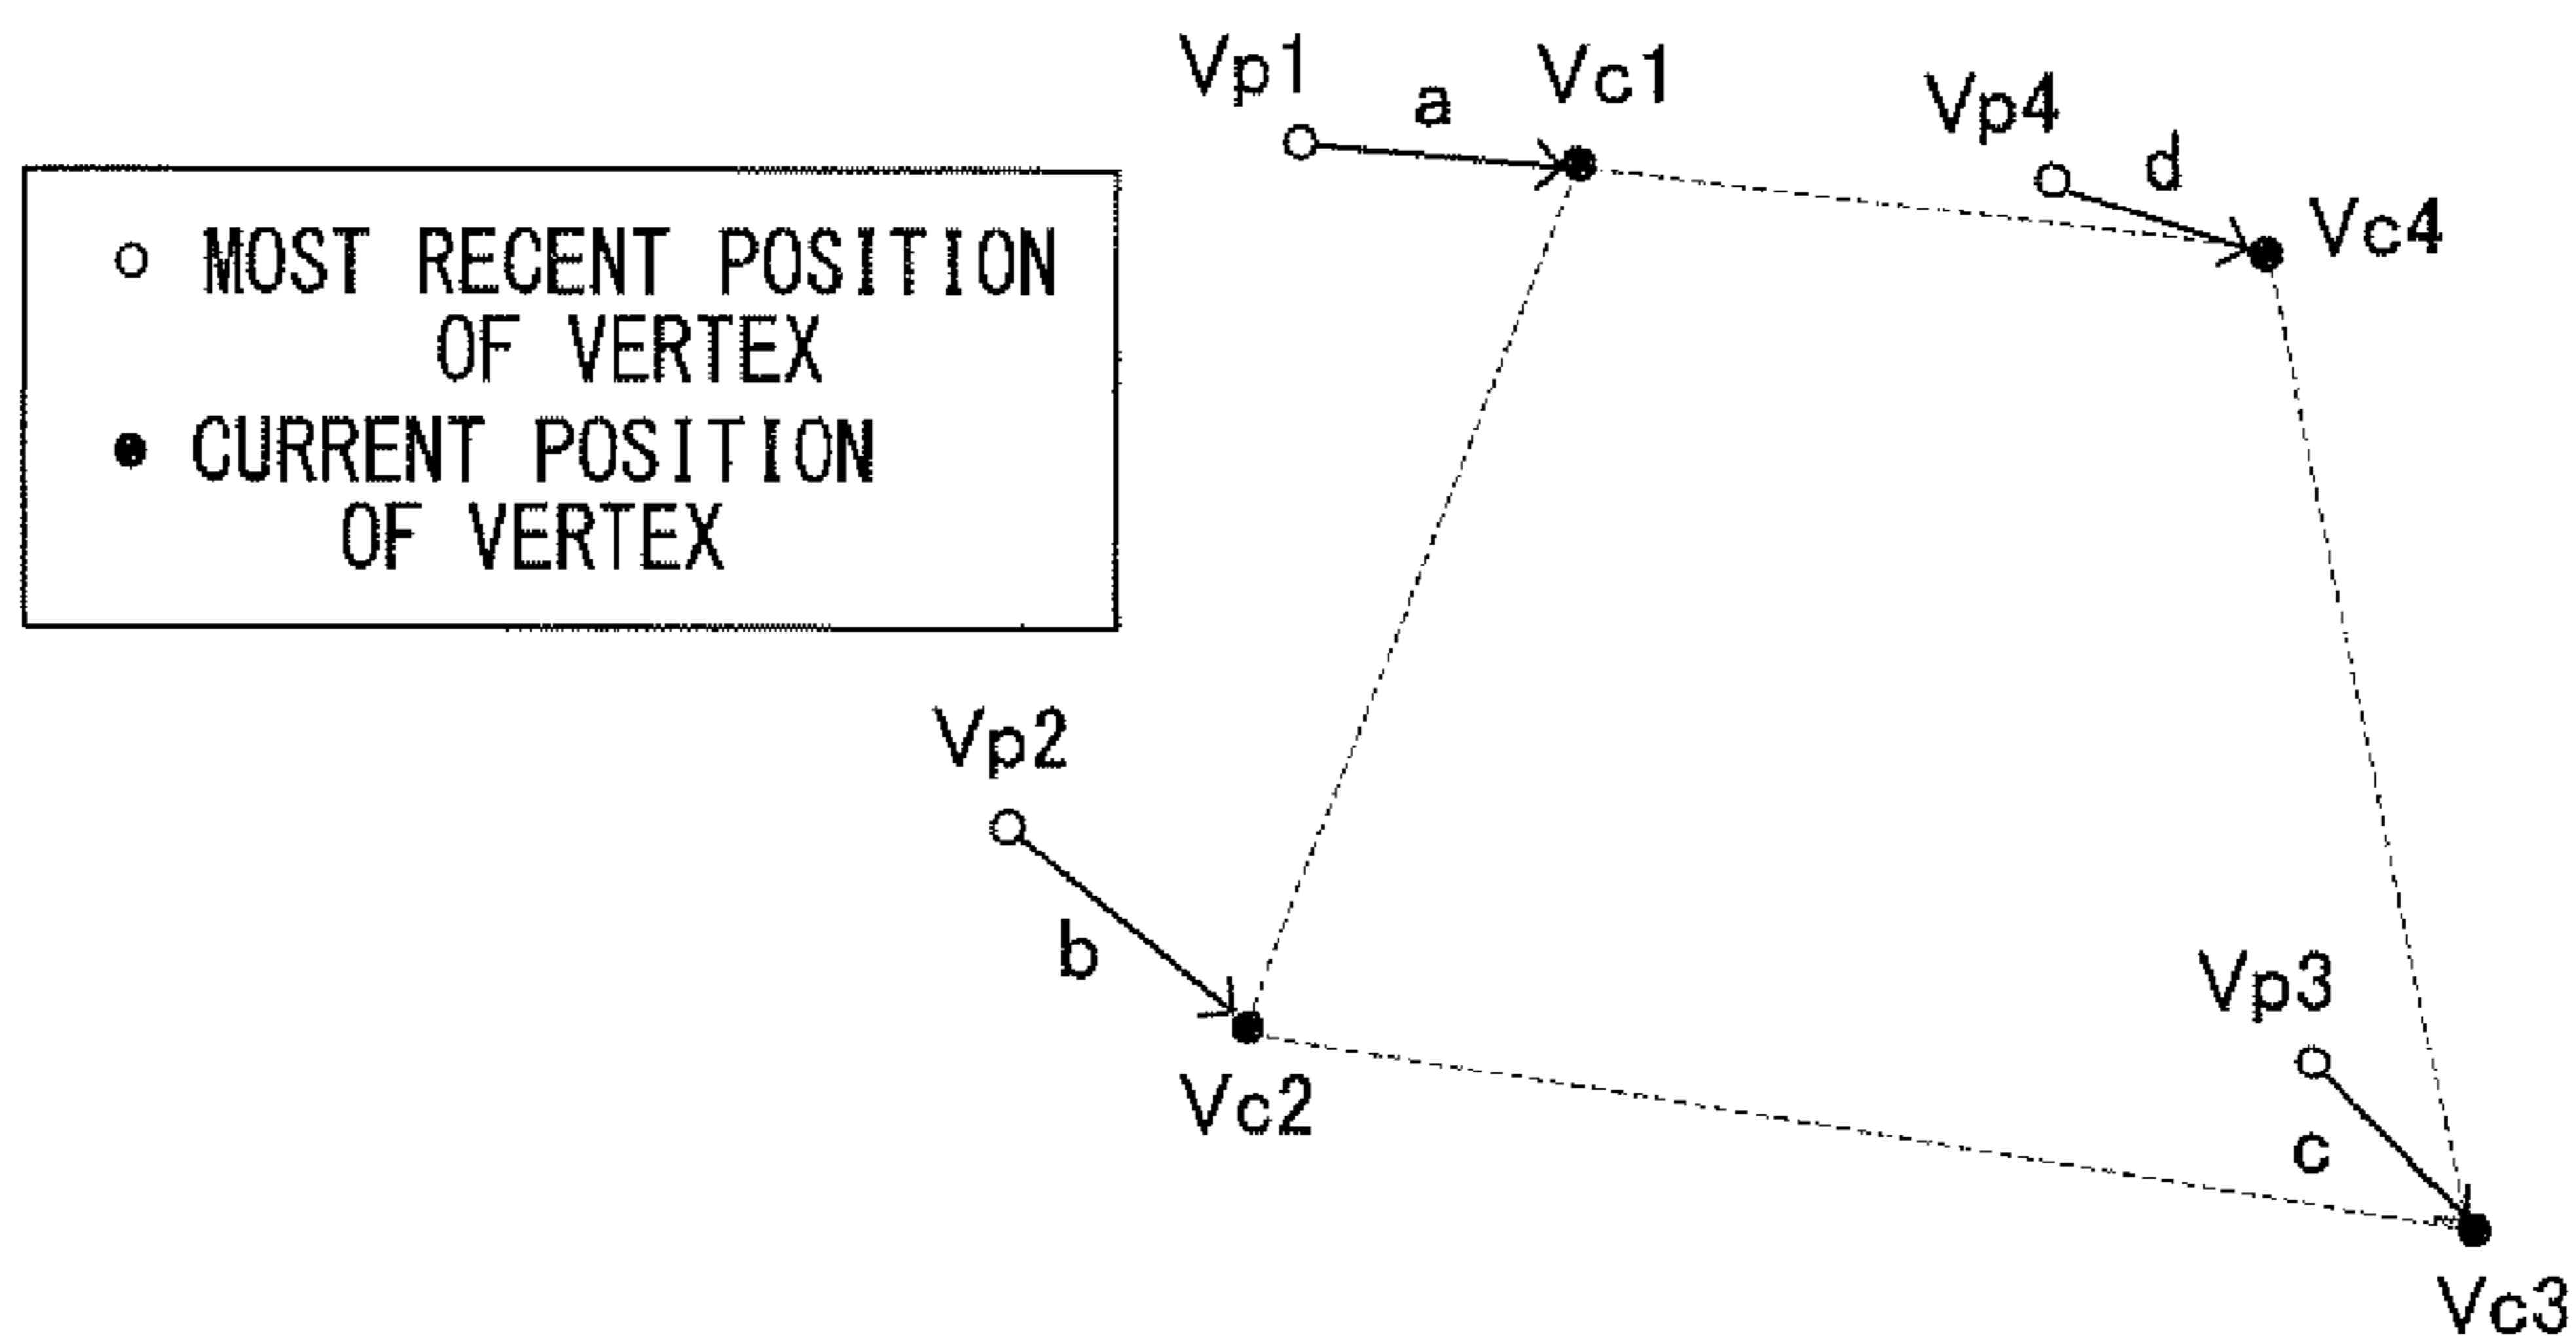 Vp1
a
Vc1
Vp4
d
Vc4
○ MOST RECENT POSITION
OF VERTEX
● CURRENT POSITION
OF VERTEX
Vp2
b
Vc2
Vp3
c
Vc3